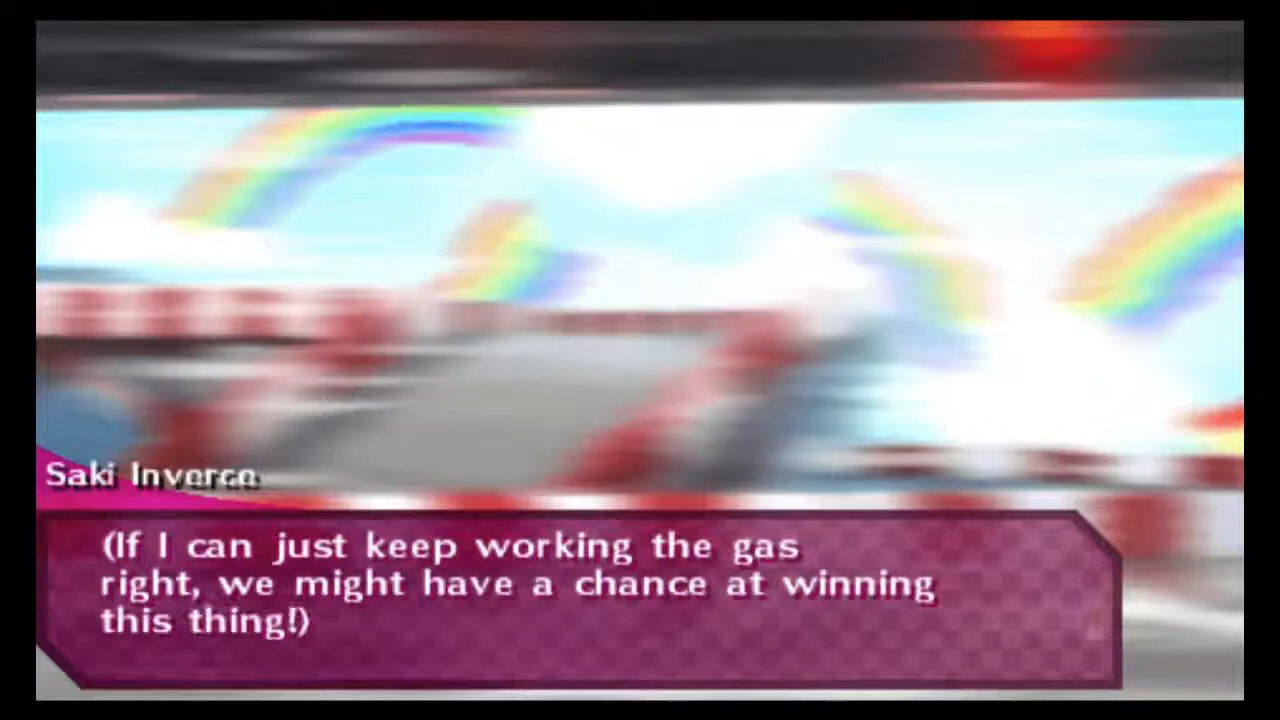 Saki Inverce
(If I can just keep working the gas
right, we might have a chance at winning
this thing!)